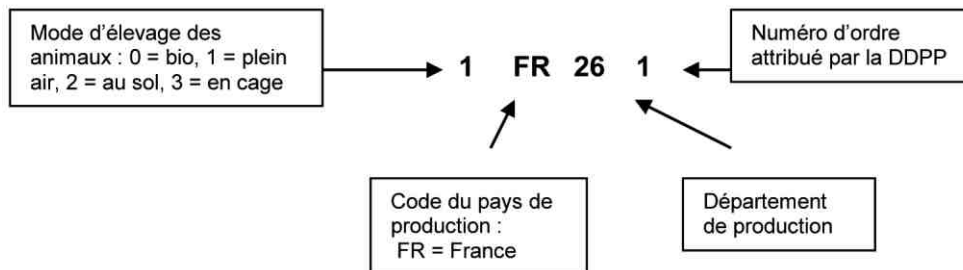 Mode d'élevage des
animaux : 0 = bio, 1 = plein
air, 2 = au sol, 3 = en cage
1 FR 26 1
Numéro d'ordre
attribué par la DDPP
Code du pays de
production :
FR = France
Département
de production